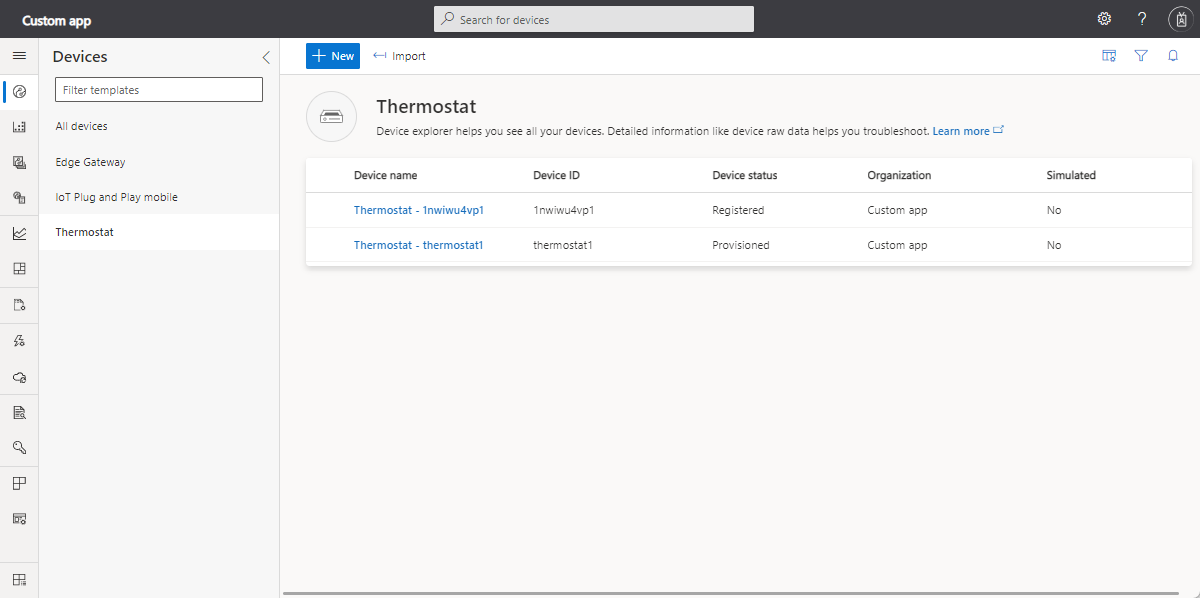 Custom app
Search for devices
?
Devices
New
Import
Filter templates
All devices
Edge Gateway
IoT Plug and Play mobile
Thermostat
Thermostat
Device explorer helps you see all your devices. Detailed information like device raw data helps you troubleshoot. Learn more
Device name Device ID Device status Organization Simulated
Thermostat - 1nwiwu4vp1 1nwiwu4vp1 Registered Custom app No
Thermostat - thermostat1 thermostat1 Provisioned Custom app No